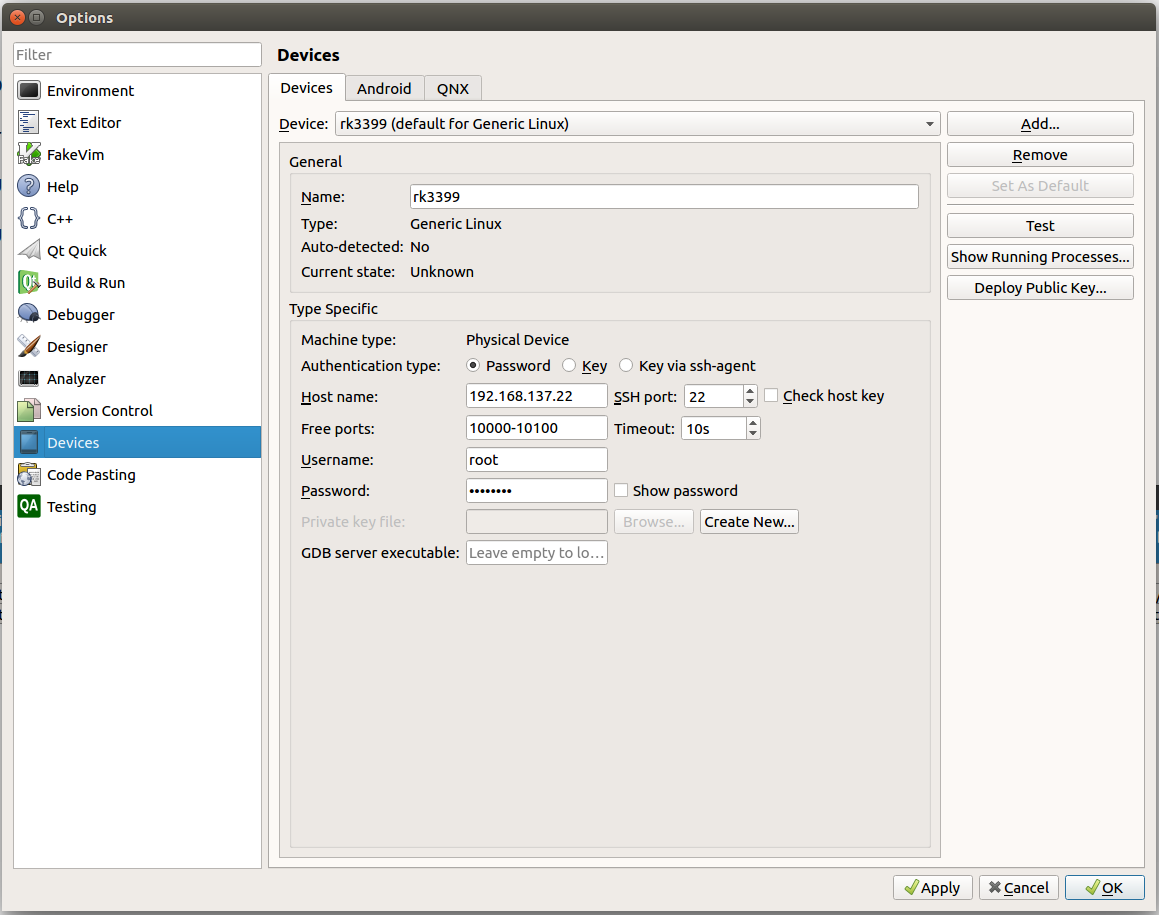 Options
Filter
Environment
Text Editor
FakeVim
Help
C++
Qt Quick
Build & Run
Debugger
Designer
Analyzer
Version Control
Devices
Code Pasting
QA Testing
Devices
Devices Android QNX
Device: rk3399 (default for Generic Linux)
General
Name: rk3399
Type: Generic Linux
Auto-detected: No
Current state: Unknown
Type Specific
Machine type: Physical Device
Authentication type: Password Key Key via ssh-agent
Host name: 192.168.137.22 SSH port: 22 Check host key
Free ports: 10000-10100 Timeout: 10s
Username: root
Password: •••••••• Show password
Private key file: Browse... Create New...
GDB server executable: Leave empty to lo...
Add...
Remove
Set As Default
Test
Show Running Processes...
Deploy Public Key...
Apply Cancel OK